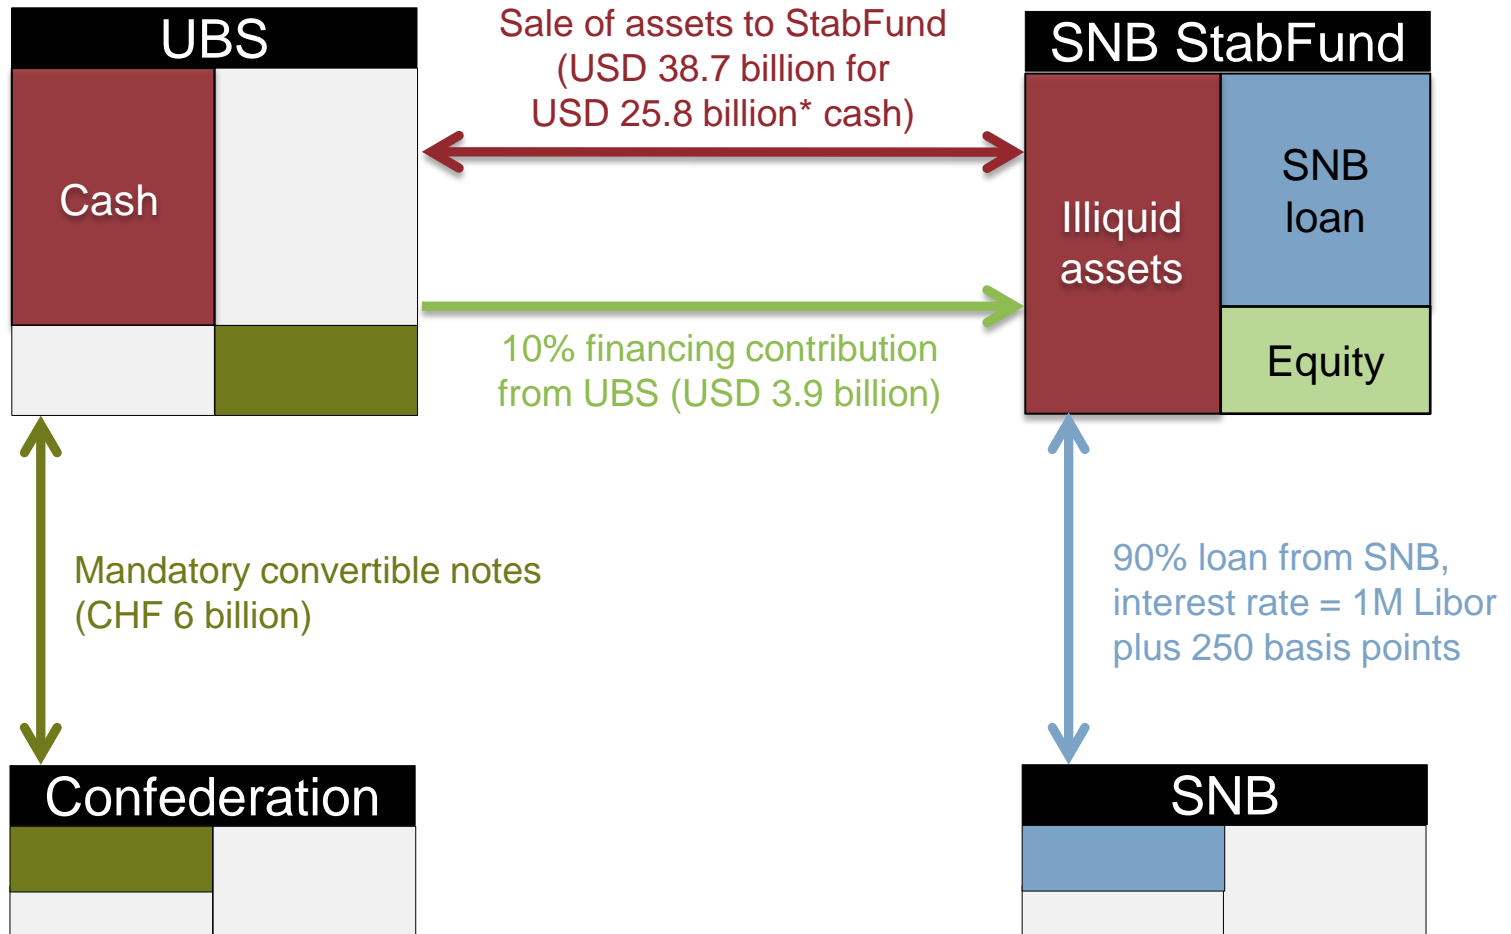 UBS
Sale of assets to StabFund
(USD 38.7 billion for
USD 25.8 billion* cash)
SNB StabFund
Cash
Illiquid
assets
SNB
loan
Equity
10% financing contribution
from UBS (USD 3.9 billion)
Mandatory convertible notes
(CHF 6 billion)
90% loan from SNB,
interest rate = 1M Libor
plus 250 basis points
Confederation
SNB